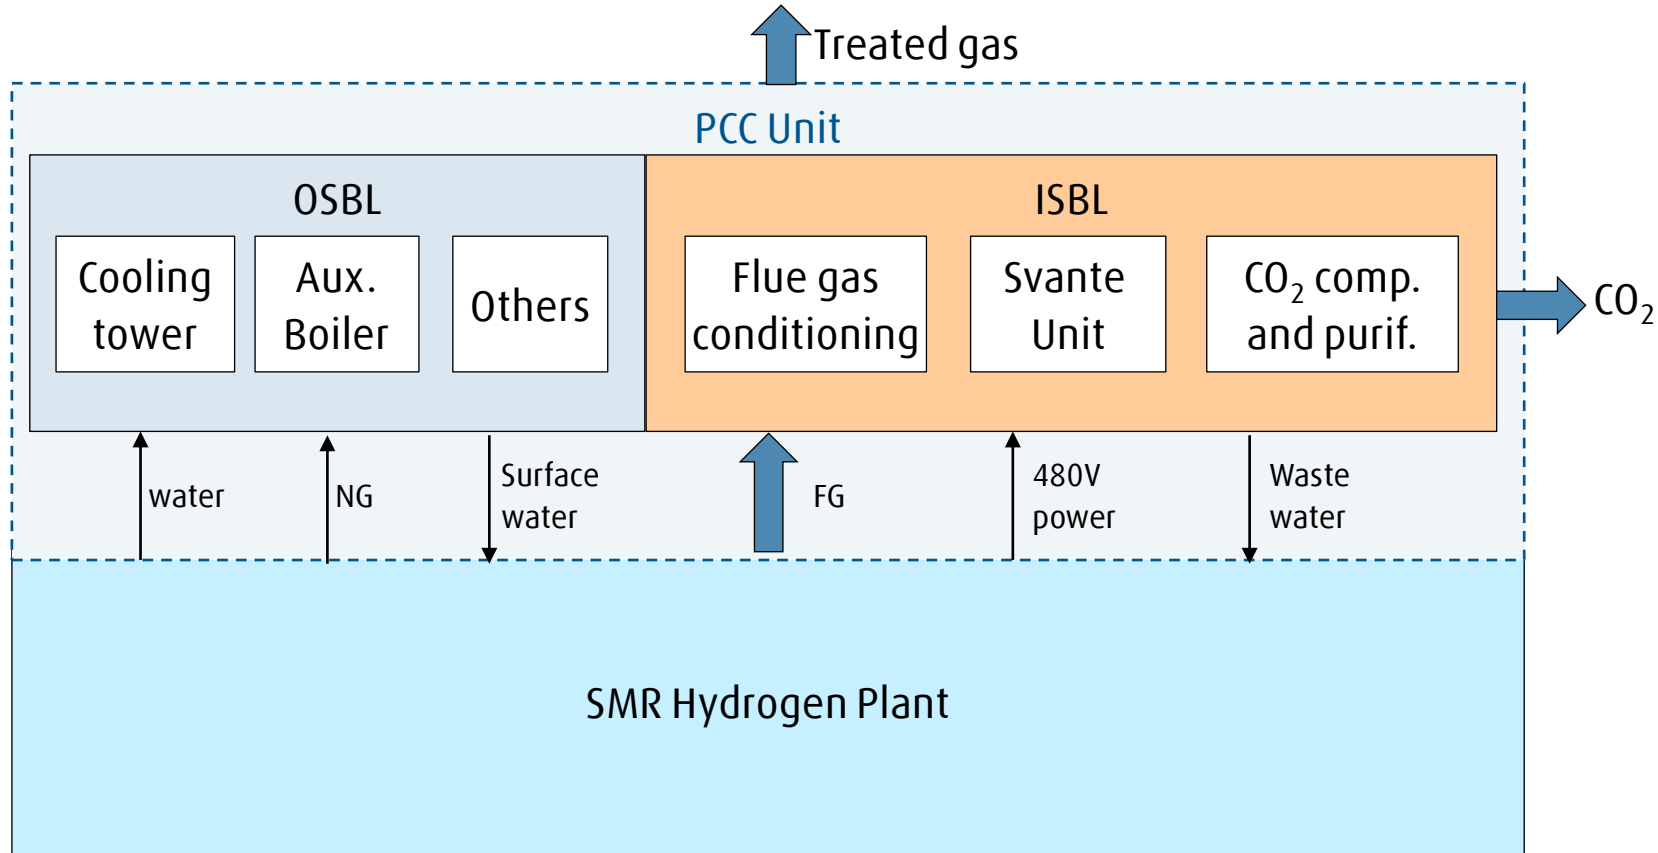 Treated gas
PCC Unit
OSBL
ISBL
Cooling
tower
Aux.
Boiler
Others
Flue gas
conditioning
Svante
Unit
CO₂ comp.
and purif.
CO₂
water
NG
Surface
water
FG
480V
power
Waste
water
SMR Hydrogen Plant